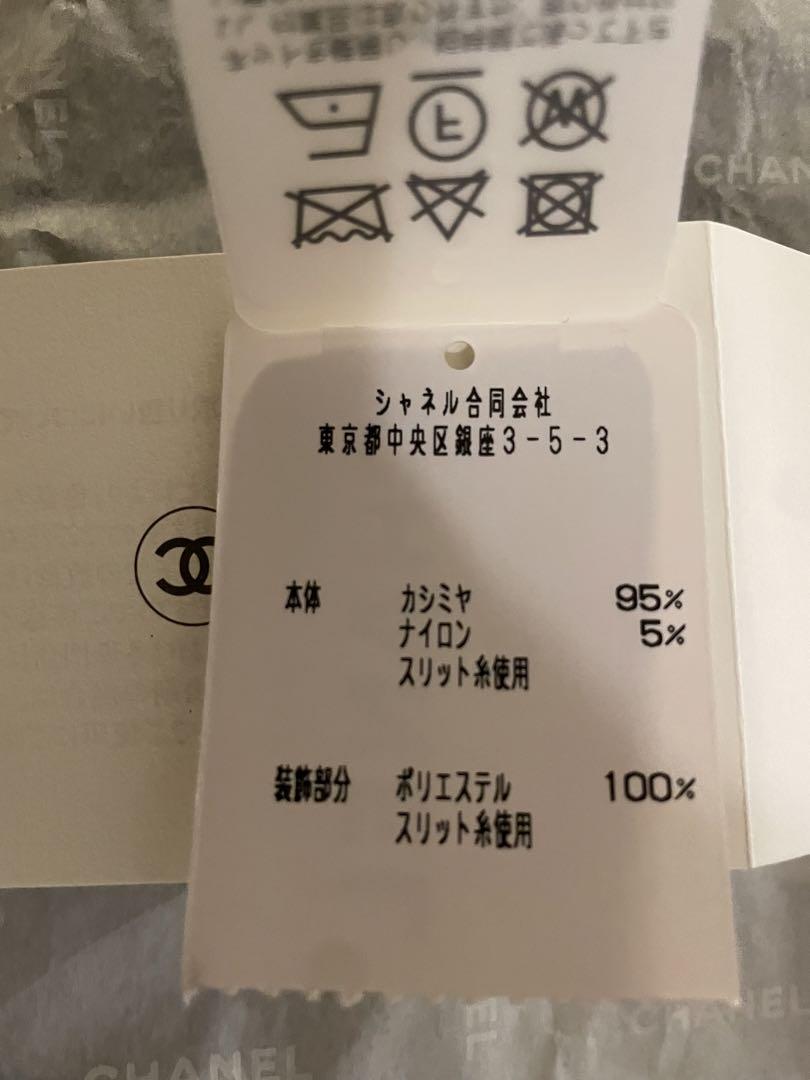 CHANEL
CHAN
F
W
シャネル合同会社
東京都中央区銀座3-5-3
本体 カシミヤ 95%
ナイロン 5%
スリット糸使用
装飾部分 ポリエステル 100%
スリット糸使用
CHANEL
CHANEL